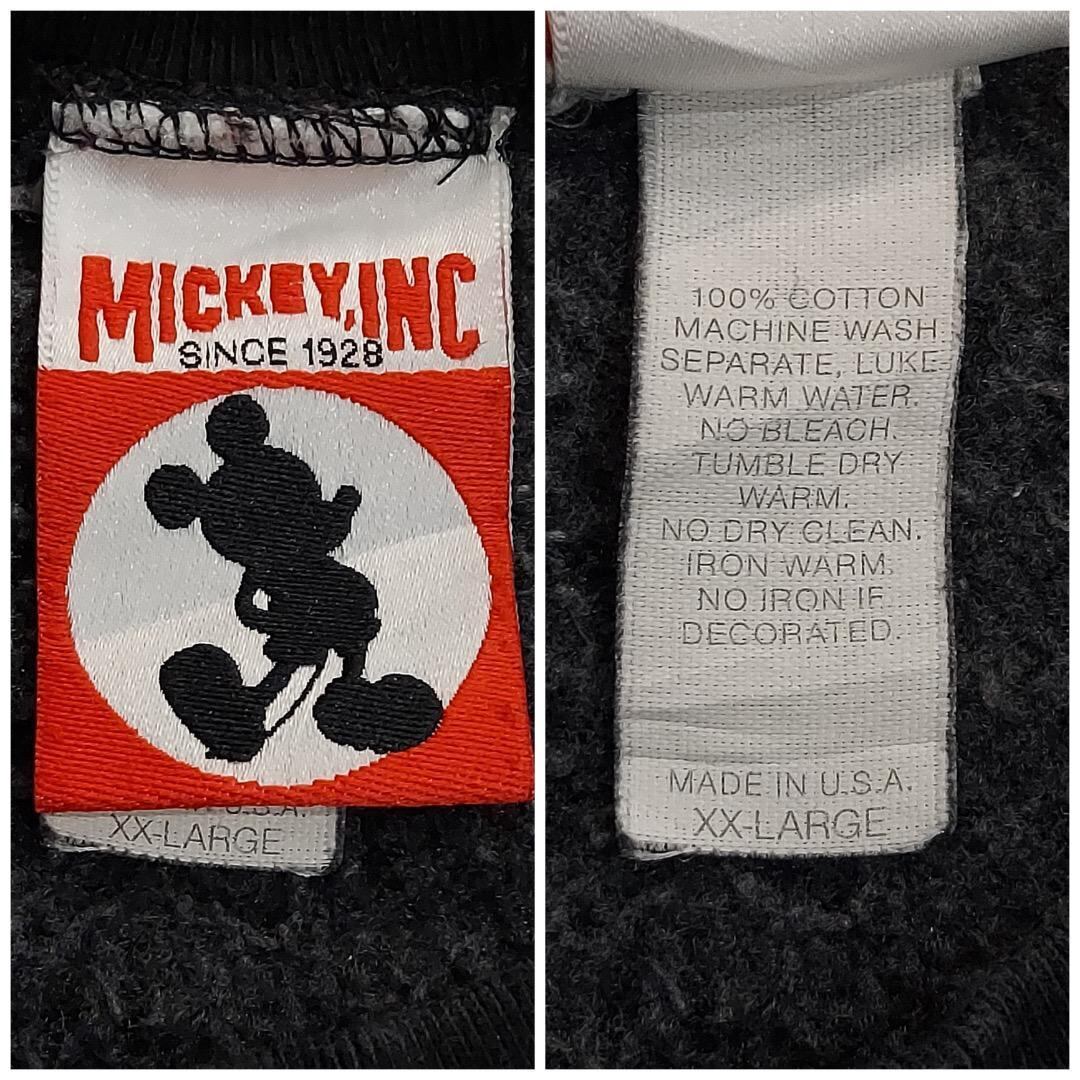 MICKEY, INC
SINCE 1928
U.S.A.
XX-LARGE
100% COTTON
MACHINE WASH
SEPARATE, LUKE
WARM WATER.
NO BLEACH.
TUMBLE DRY
WARM.
NO DRY CLEAN.
IRON WARM.
NO IRON IF
DECORATED.
MADE IN U.S.A.
XX-LARGE